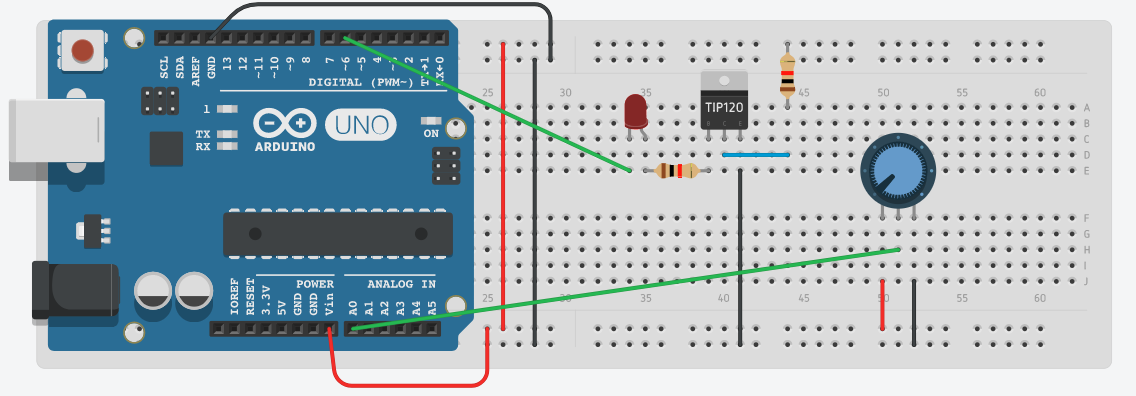 SCL
SDA
AREF
GND
13
12
~11
~10
~9
8
7
~6
~5
4
2
TX→1
RX←0
DIGITAL (PWM~)
1
TX
RX
UNO
ARDUINO
ON
25 30 35 45 50 55 60
A
B
C
D
E
TIP120
B C E
F
G
H
I
J
IOREF
RESET
3.3V
5V
GND
GND
Vin
POWER
ANALOG IN
A0
A1
A2
A3
A4
A5
25 30 35 40 45 50 55 60